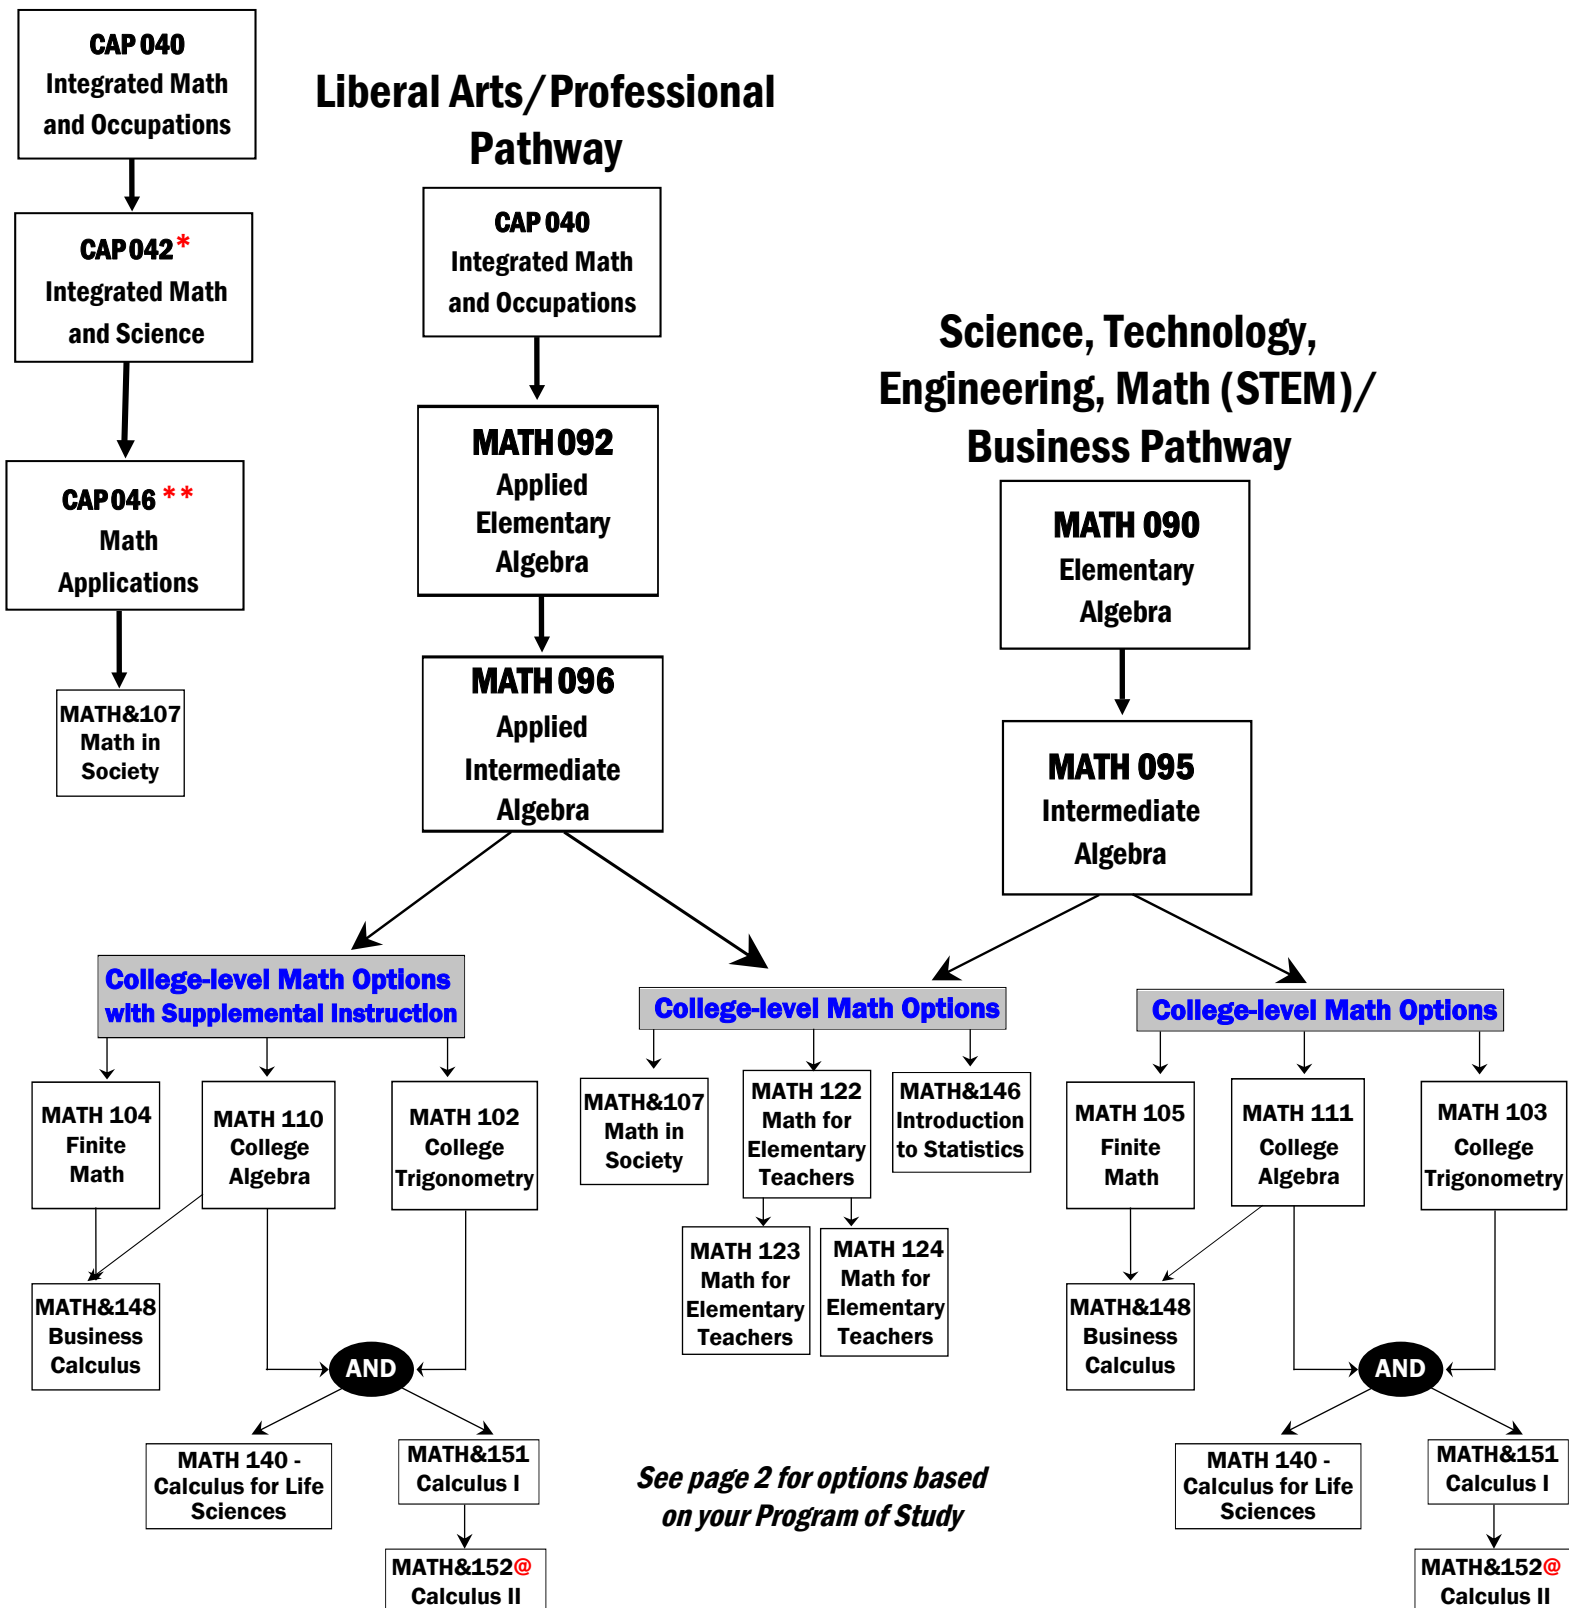 CAP 040
Integrated Math
and Occupations
CAP 042*
Integrated Math
and Science
CAP 046 **
Math
Applications
MATH&107
Math in
Society
Liberal Arts/Professional
Pathway
CAP 040
Integrated Math
and Occupations
MATH 092
Applied
Elementary
Algebra
MATH 096
Applied
Intermediate
Algebra
Science, Technology,
Engineering, Math (STEM)/
Business Pathway
MATH 090
Elementary
Algebra
MATH 095
Intermediate
Algebra
College-level Math Options
with Supplemental Instruction
MATH 104
Finite
Math
MATH 110
College
Algebra
MATH 102
College
Trigonometry
MATH&148
Business
Calculus
AND
MATH 140 -
Calculus for Life
Sciences
MATH&151
Calculus I
MATH&152@
Calculus II
College-level Math Options
MATH&107
Math in
Society
MATH 122
Math for
Elementary
Teachers
MATH&146
Introduction
to Statistics
MATH 123
Math for
Elementary
Teachers
MATH 124
Math for
Elementary
Teachers
See page 2 for options based
on your Program of Study
College-level Math Options
MATH 105
Finite
Math
MATH 111
College
Algebra
MATH 103
College
Trigonometry
MATH&148
Business
Calculus
AND
MATH 140 -
Calculus for Life
Sciences
MATH&151
Calculus I
MATH&152@
Calculus II